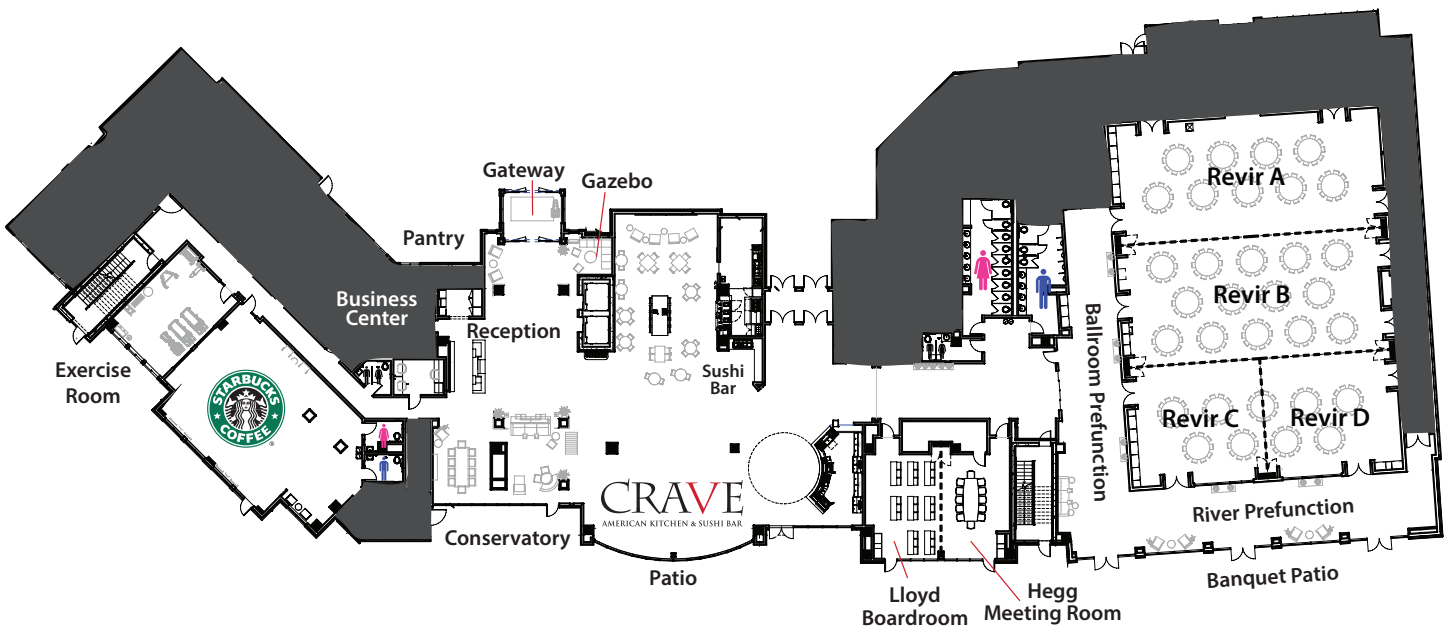 Gateway
Gazebo
Pantry
Business
Center
Reception
Exercise
Room
STARBUCKS
COFFEE
®
Sushi
Bar
CRAVE
AMERICAN KITCHEN & SUSHI BAR
Conservatory
Patio
Lloyd
Boardroom
Hegg
Meeting Room
Ballroom Prefunction
Revir A
Revir B
Revir C
Revir D
River Prefunction
Banquet Patio